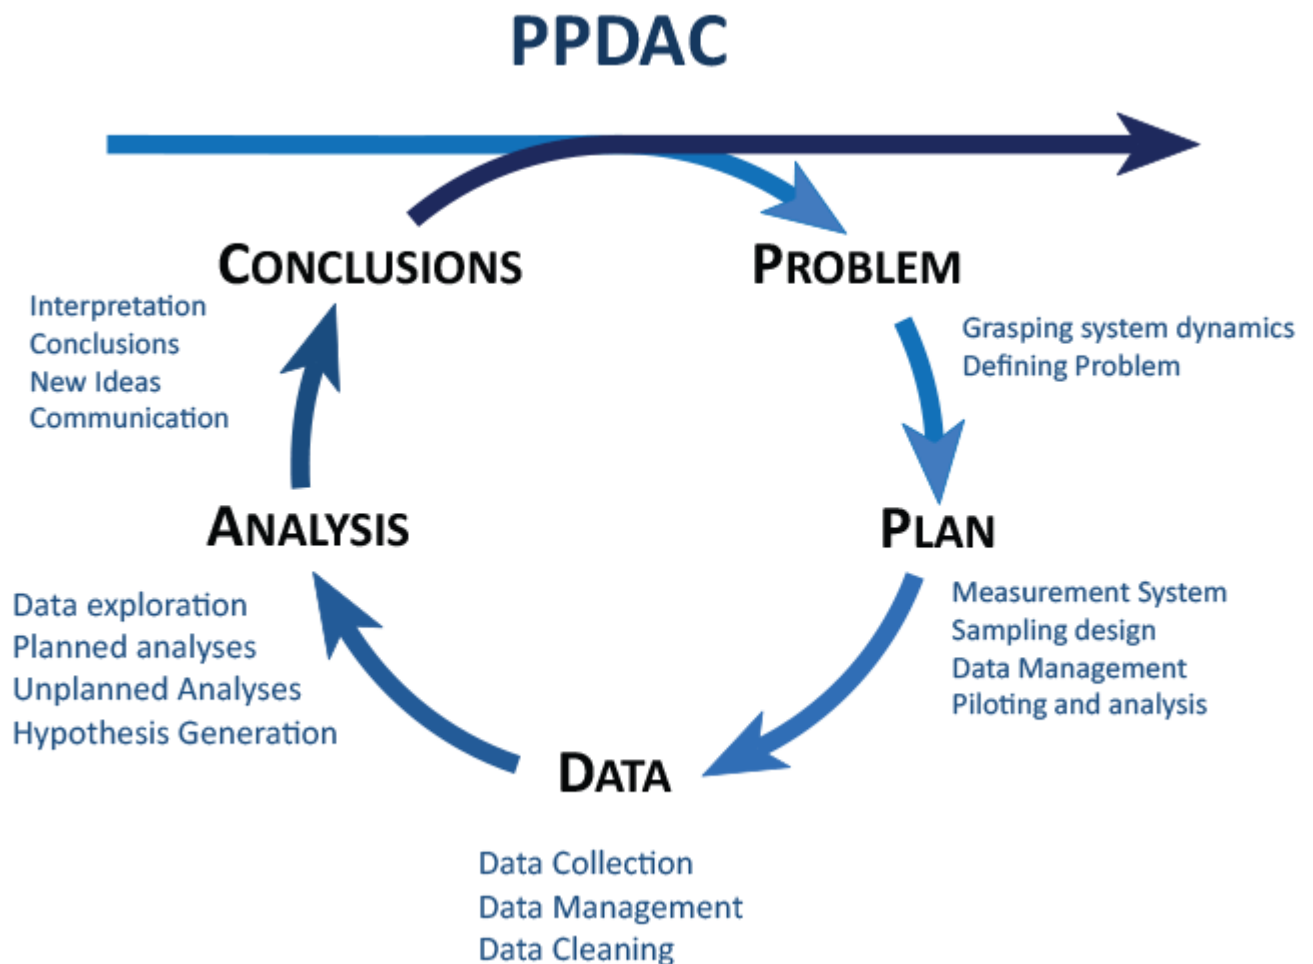 PPDAC
CONCLUSIONS
Interpretation
Conclusions
New Ideas
Communication
PROBLEM
Grasping system dynamics
Defining Problem
ANALYSIS
Data exploration
Planned analyses
Unplanned Analyses
Hypothesis Generation
PLAN
Measurement System
Sampling design
Data Management
Piloting and analysis
DATA
Data Collection
Data Management
Data Cleaning